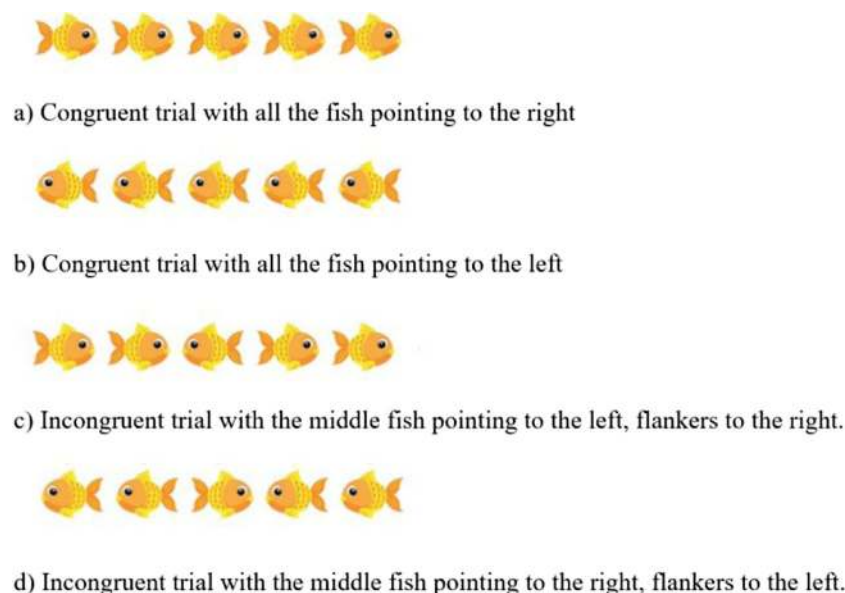 a) Congruent trial with all the fish pointing to the right
b) Congruent trial with all the fish pointing to the left
c) Incongruent trial with the middle fish pointing to the left, flankers to the right.
d) Incongruent trial with the middle fish pointing to the right, flankers to the left.